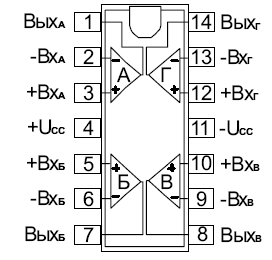 ВыхА 1 14 ВыхГ
-ВхА 2 13 -ВхГ
А Г
+ВхА 3 12 +ВхГ
+Ucc 4 11 -Ucc
+ВхБ 5 10 +ВхВ
Б В
-ВхБ 6 9 -ВхВ
ВыхБ 7 8 ВыхВ